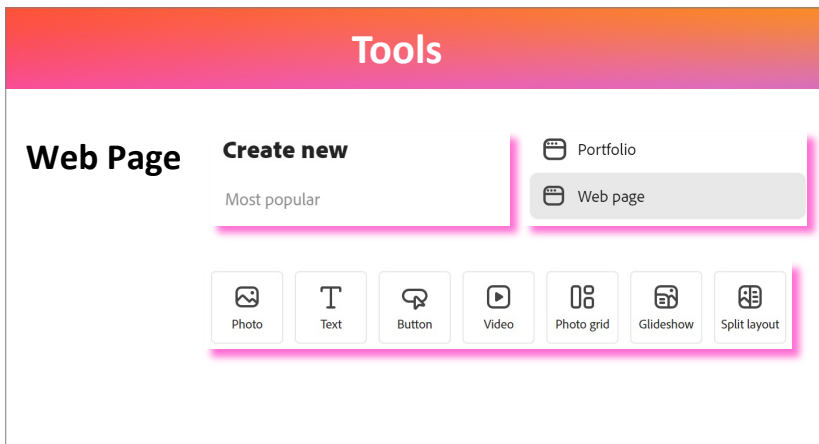 Tools
Web Page
Create new
Most popular
Portfolio
Web page
Photo
Text
Button
Video
Photo grid
Glideshow
Split layout